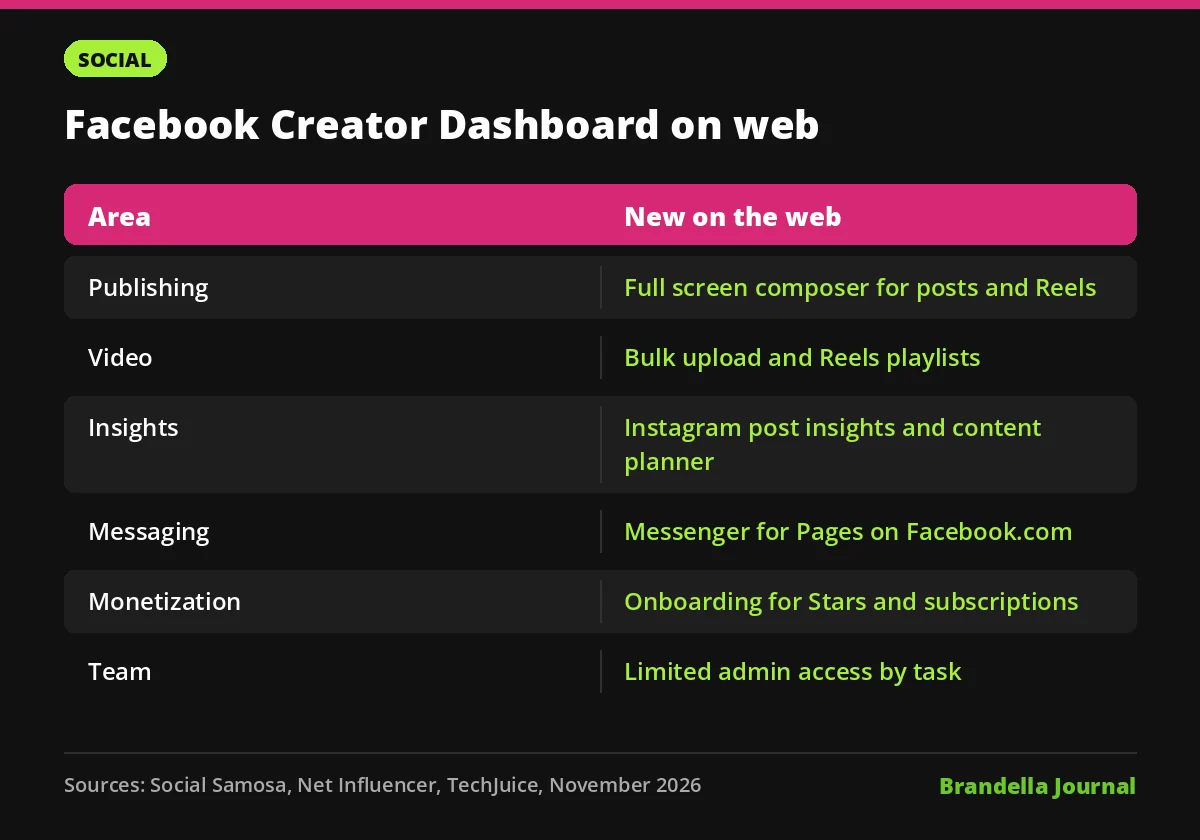 SOCIAL
Facebook Creator Dashboard on web
Area
New on the web
Publishing
Full screen composer for posts and Reels
Video
Bulk upload and Reels playlists
Insights
Instagram post insights and content
planner
Messaging
Messenger for Pages on Facebook.com
Monetization
Onboarding for Stars and subscriptions
Team
Limited admin access by task
Sources: Social Samosa, Net Influencer, TechJuice, November 2026
Brandella Journal